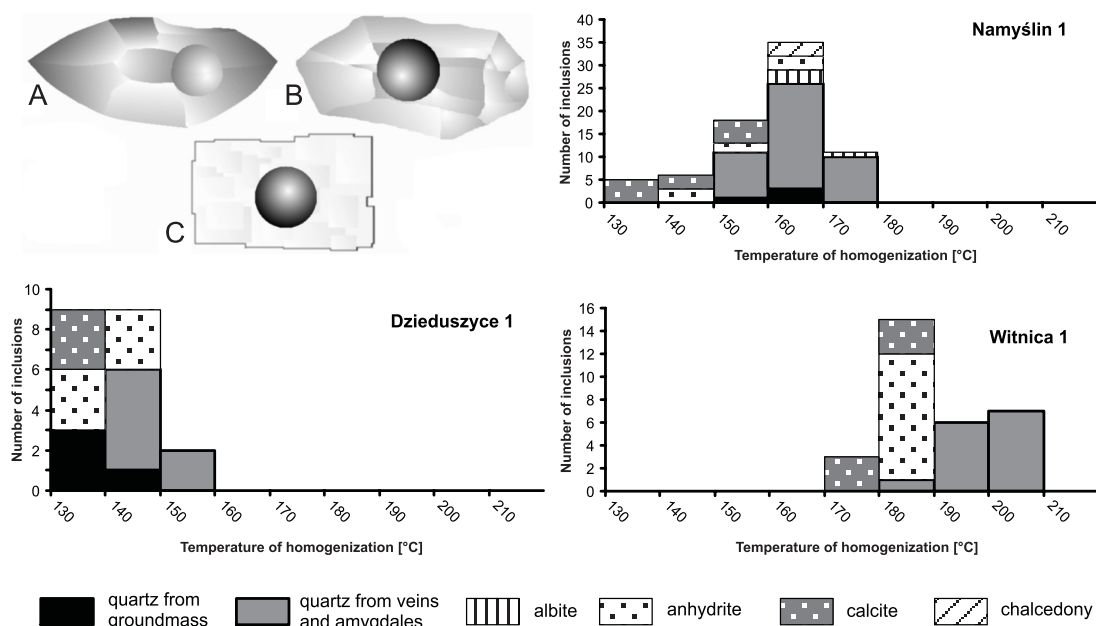 A
B
C
Namyślin 1
Number of inclusions
40
35
30
25
20
15
10
5
0
130
140
150
160
170
180
190
200
210
Temperature of homogenization [°C]
Dzieduszyce 1
Number of inclusions
10
8
6
4
2
0
130
140
150
160
170
180
190
200
210
Temperature of homogenization [°C]
Witnica 1
Number of inclusions
16
14
12
10
8
6
4
2
0
130
140
150
160
170
180
190
200
210
Temperature of homogenization [°C]
quartz from
groundmass
quartz from veins
and amygdales
albite
anhydrite
calcite
chalcedony